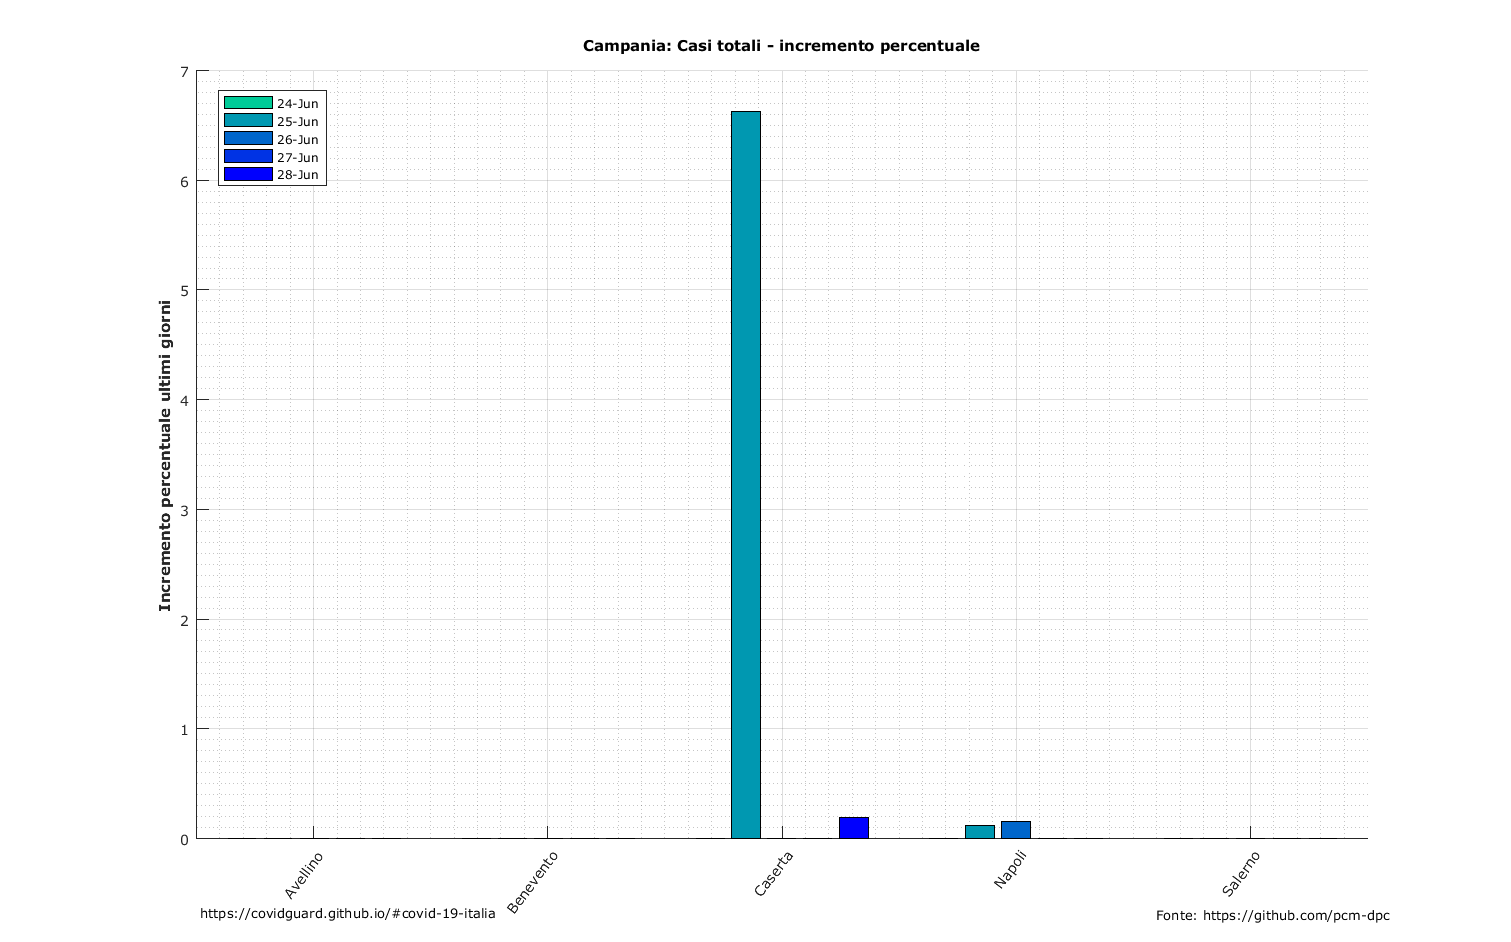 Campania: Casi totali - incremento percentuale
7
6
5
4
3
2
1
0
Incremento percentuale ultimi giorni
24-Jun
25-Jun
26-Jun
27-Jun
28-Jun
Avellino
Benevento
Caserta
Napoli
Salerno
https://covidguard.github.io/#covid-19-italia
Fonte: https://github.com/pcm-dpc